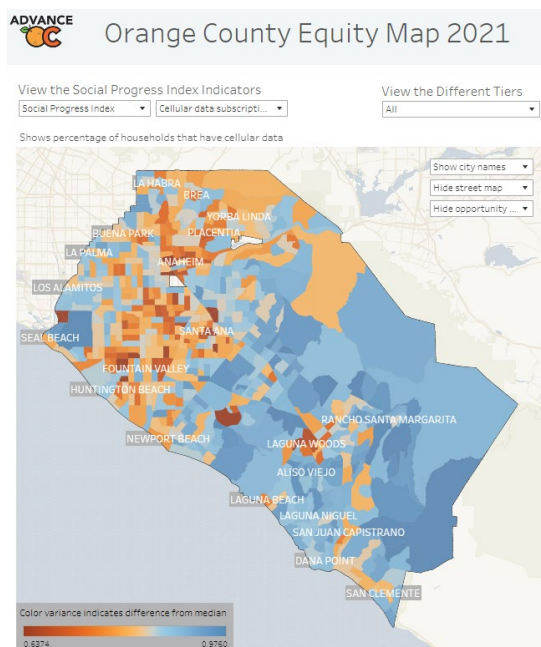 ADVANCE
OC
Orange County Equity Map 2021
View the Social Progress Index Indicators
View the Different Tiers
Social Progress Index
Cellular data subscripti...
All
Shows percentage of households that have cellular data
Show city names
Hide street map
Hide opportunity ...
LA HABRA
BREA
YORBA LINDA
BUENA PARK
PLACENTIA
LA PALMA
ANAHEIM
LOS ALAMITOS
SANTA ANA
SEAL BEACH
FOUNTAIN VALLEY
HUNTINGTON BEACH
RANCHO SANTA MARGARITA
NEWPORT BEACH
LAGUNA WOODS
ALISO VIEJO
LAGUNA BEACH
LAGUNA NIGUEL
SAN JUAN CAPISTRANO
DANA POINT
SAN CLEMENTE
Color variance indicates difference from median
0.6374
0.9760